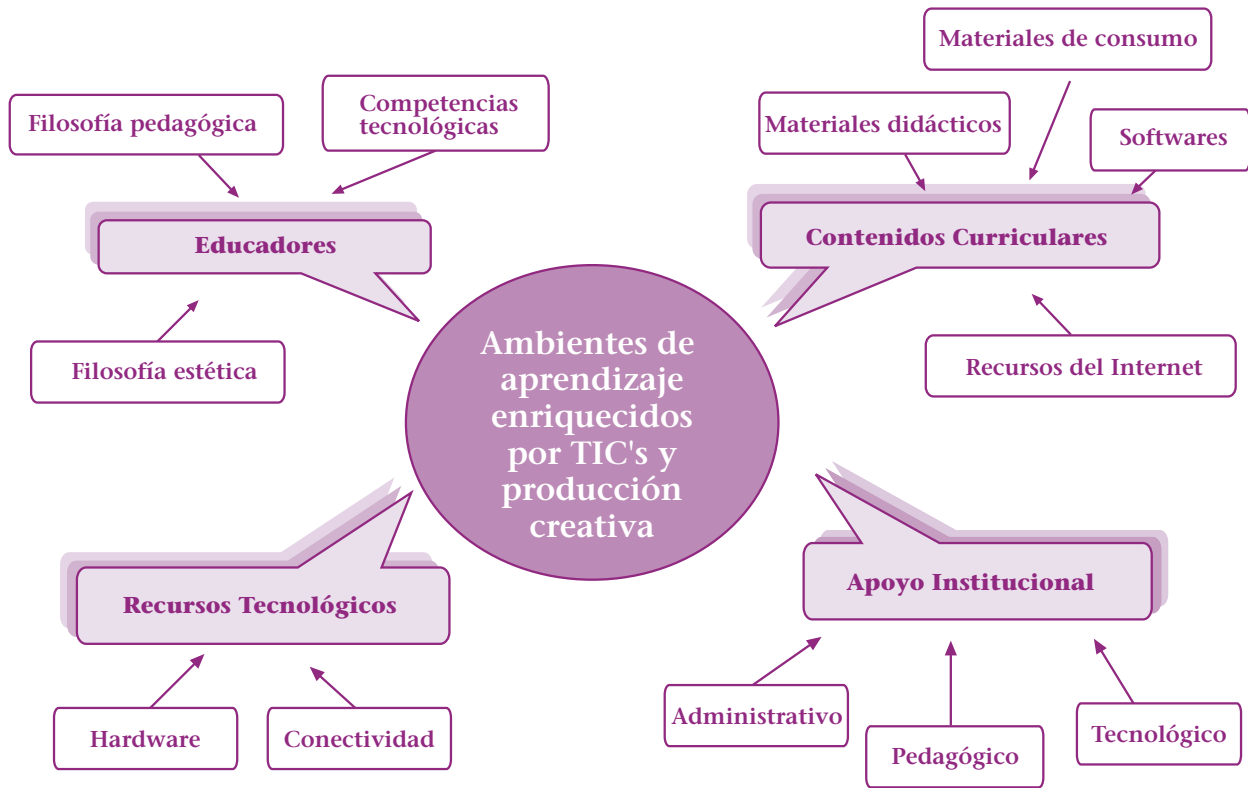 Materiales de consumo
Filosofía pedagógica
Competencias
tecnológicas
Materiales didácticos
Softwares
Educadores
Contenidos Curriculares
Filosofía estética
Recursos del Internet
Ambientes de
aprendizaje
enriquecidos
por TIC's y
producción
creativa
Recursos Tecnológicos
Apoyo Institucional
Hardware
Conectividad
Administrativo
Pedagógico
Tecnológico